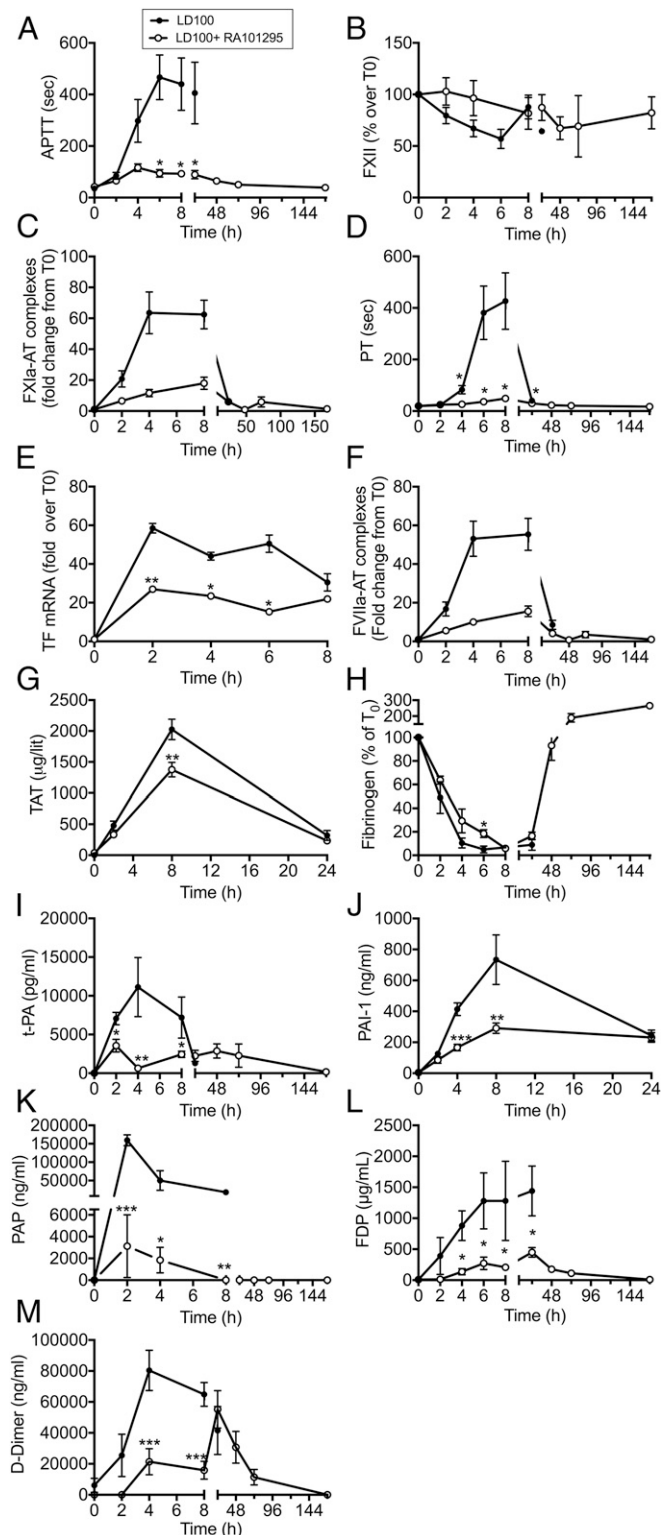 LD100
LD100+ RA101295
A
600
400
200
0
APTT (sec)
* * *
0 2 4 6 8 48 96 144
Time (h)
B
150
100
50
0
FXII (% over T0)
0 2 4 6 8 48 96 144
Time (h)
C
100
80
60
40
20
0
FXIa-AT complexes
(fold change from T0)
0 2 4 6 8 50 100 150
Time (h)
D
600
400
200
0
PT (sec)
* * * *
0 2 4 6 8 48 96 144
Time (h)
E
80
60
40
20
0
TF mRNA (fold over T0)
** * *
0 2 4 6 8
Time (h)
F
80
60
40
20
0
FVIIa-AT complexes
(Fold change from T0)
0 2 4 6 8 48 96 144
Time (h)
G
2500
2000
1500
1000
500
0
TAT (µg/lit)
**
0 4 8 12 16 20 24
Time (h)
H
300
200
100
80
60
40
20
0
Fibrinogen (% of T0)
*
0 2 4 6 8 48 96 144
Time (h)
I
20000
15000
10000
5000
0
t-PA (pg/ml)
* ** *
0 2 4 6 8 48 96 144
Time (h)
J
1000
800
600
400
200
0
PAI-1 (ng/ml)
*** **
0 4 8 12 16 20 24
Time (h)
K
200000
150000
100000
50000
6000
4000
2000
0
PAP (ng/ml)
*** * **
0 2 4 6 8 48 96 144
Time (h)
L
2500
2000
1500
1000
500
0
FDP (µg/mL)
* * * *
0 2 4 6 8 48 96 144
Time (h)
M
100000
80000
60000
40000
20000
0
D-Dimer (ng/ml)
*** ***
0 2 4 6 8 48 96 144
Time (h)